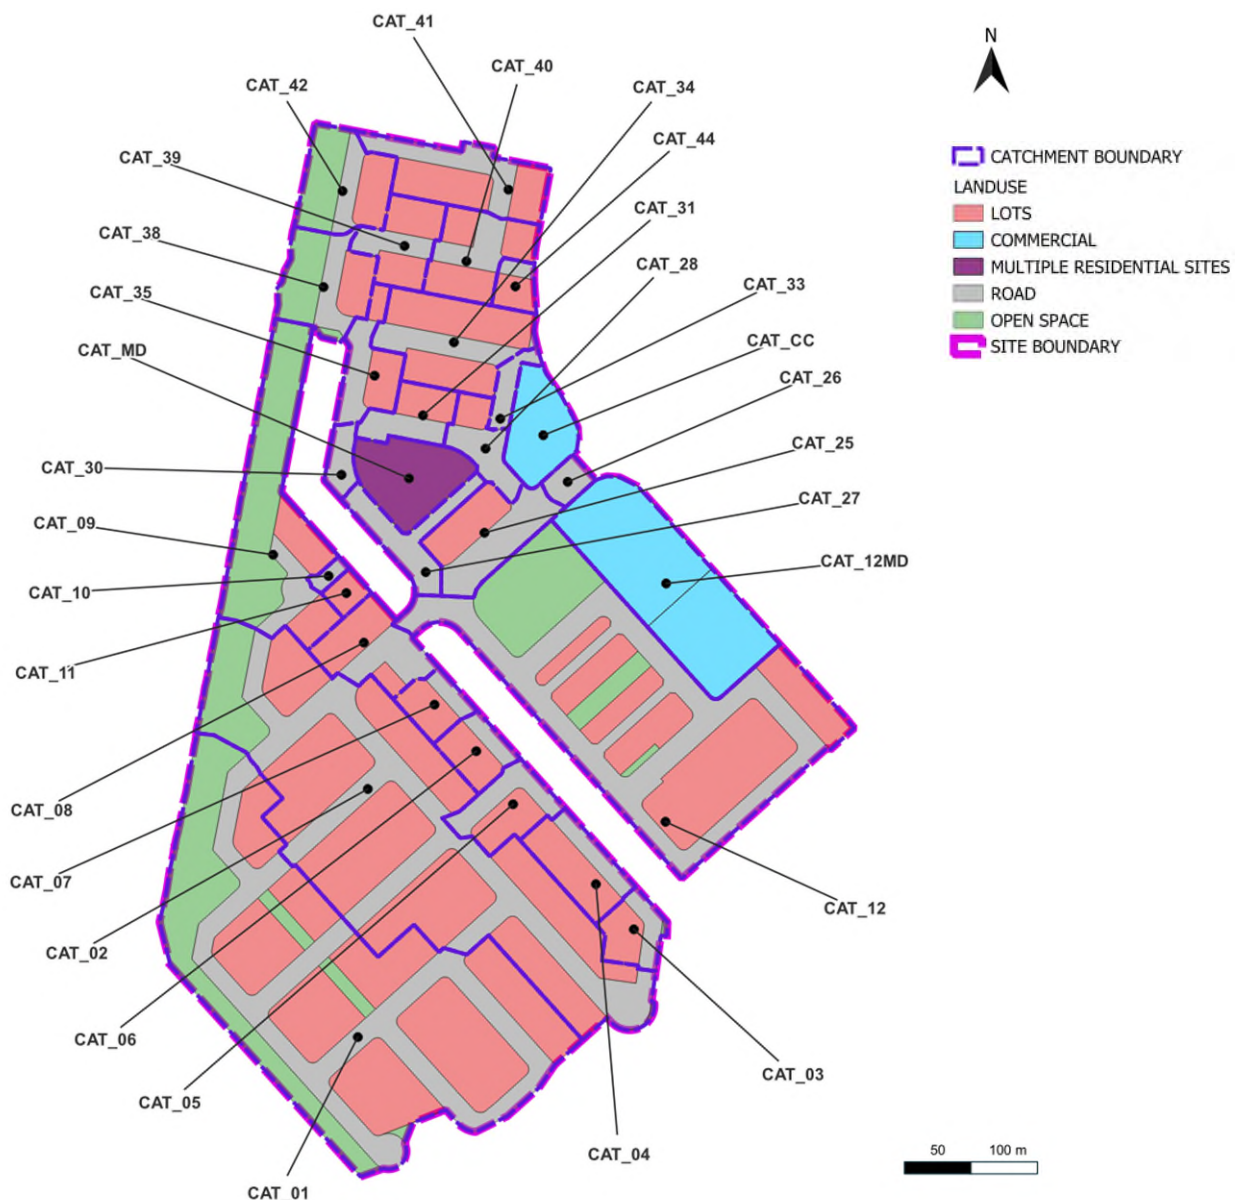 CAT_41
CAT_40
CAT_42
CAT_34
CAT_39
CAT_44
CAT_31
CAT_38
CAT_28
CAT_35
CAT_33
CAT_MD
CAT_CC
CAT_26
CAT_25
CAT_30
CAT_27
CAT_09
CAT_12MD
CAT_10
CAT_11
CAT_08
CAT_07
CAT_12
CAT_02
CAT_06
CAT_03
CAT_05
CAT_04
CAT_01
N
CATCHMENT BOUNDARY
LANDUSE
LOTS
COMMERCIAL
MULTIPLE RESIDENTIAL SITES
ROAD
OPEN SPACE
SITE BOUNDARY
50 100 m